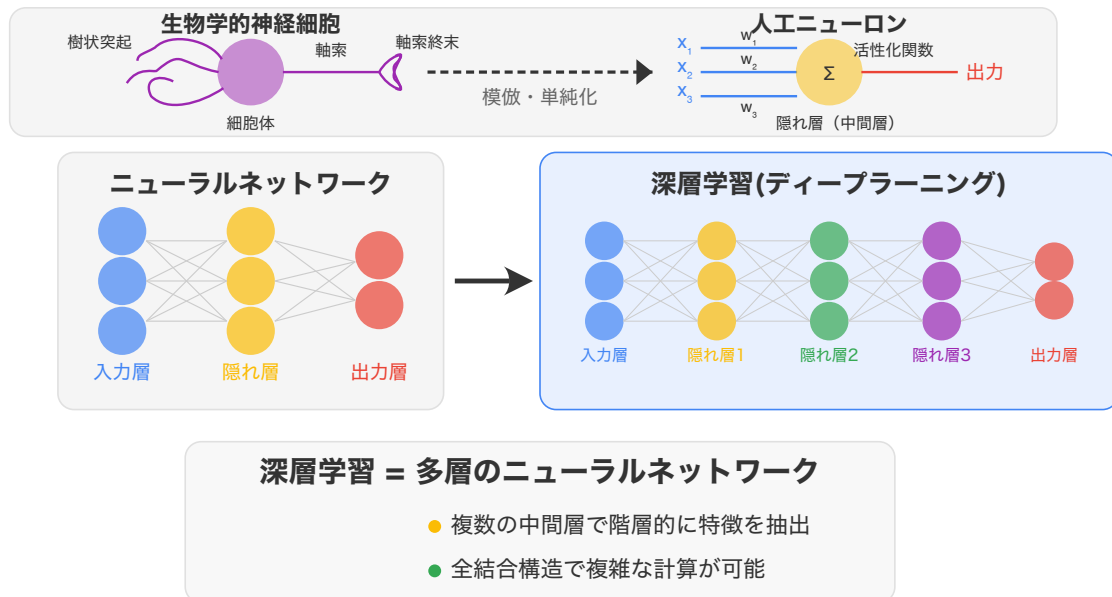 生物学的神経細胞
樹状突起
軸索
軸索終末
細胞体
模倣・単純化
人工ニューロン
x₁
x₂
x₃
w₁
w₂
w₃
Σ
活性化関数
出力
隠れ層（中間層）
ニューラルネットワーク
入力層
隠れ層
出力層
深層学習(ディープラーニング)
入力層
隠れ層1
隠れ層2
隠れ層3
出力層
深層学習 = 多層のニューラルネットワーク
複数の中間層で階層的に特徴を抽出
全結合構造で複雑な計算が可能